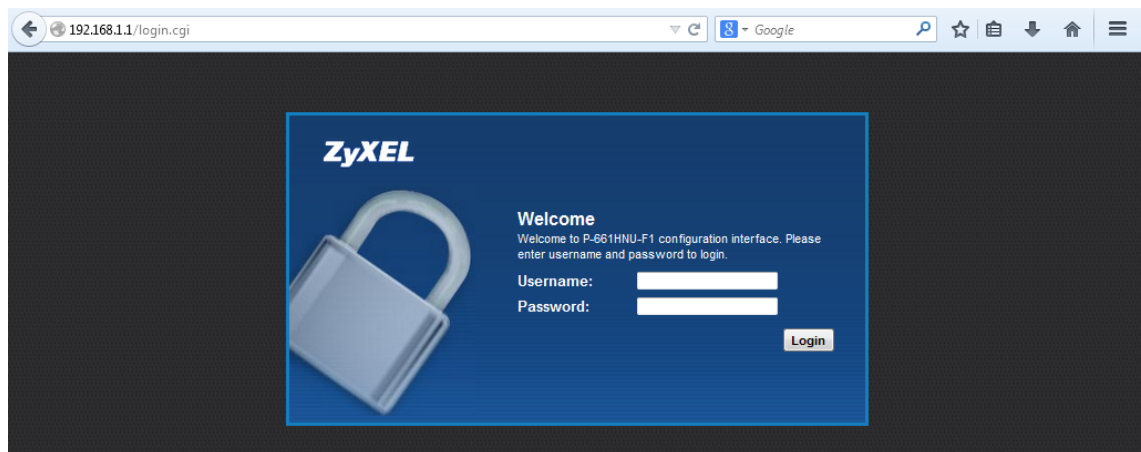 192.168.1.1/login.cgi
8 Google
ZyXEL
Welcome
Welcome to P-661HNU-F1 configuration interface. Please
enter username and password to login.
Username:
Password:
Login